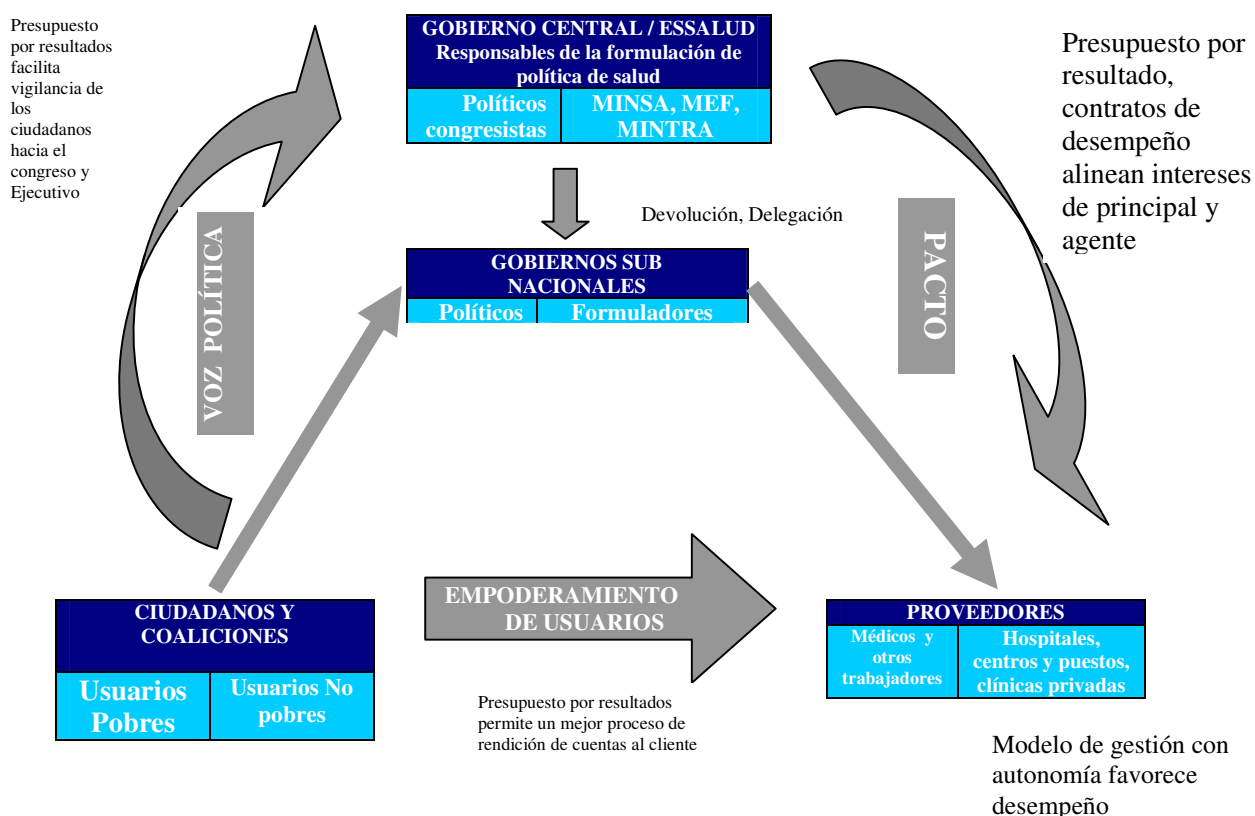 Presupuesto
por resultados
facilita
vigilancia de
los
ciudadanos
hacia el
congreso y
Ejecutivo
GOBIERNO CENTRAL / ESSALUD
Responsables de la formulación de
política de salud
Políticos
congresistas
MINSA, MEF,
MINTRA
Presupuesto por
resultado,
contratos de
desempeño
alinean intereses
de principal y
agente
Devolución, Delegación
VOZ POLÍTICA
PACTO
GOBIERNOS SUB
NACIONALES
Políticos
Formuladores
CIUDADANOS Y
COALICIONES
Usuarios
Pobres
Usuarios No
pobres
EMPODERAMIENTO
DE USUARIOS
Presupuesto por resultados
permite un mejor proceso de
rendición de cuentas al cliente
PROVEEDORES
Médicos y
otros
trabajadores
Hospitales,
centros y puestos,
clínicas privadas
Modelo de gestión con
autonomía favorece
desempeño